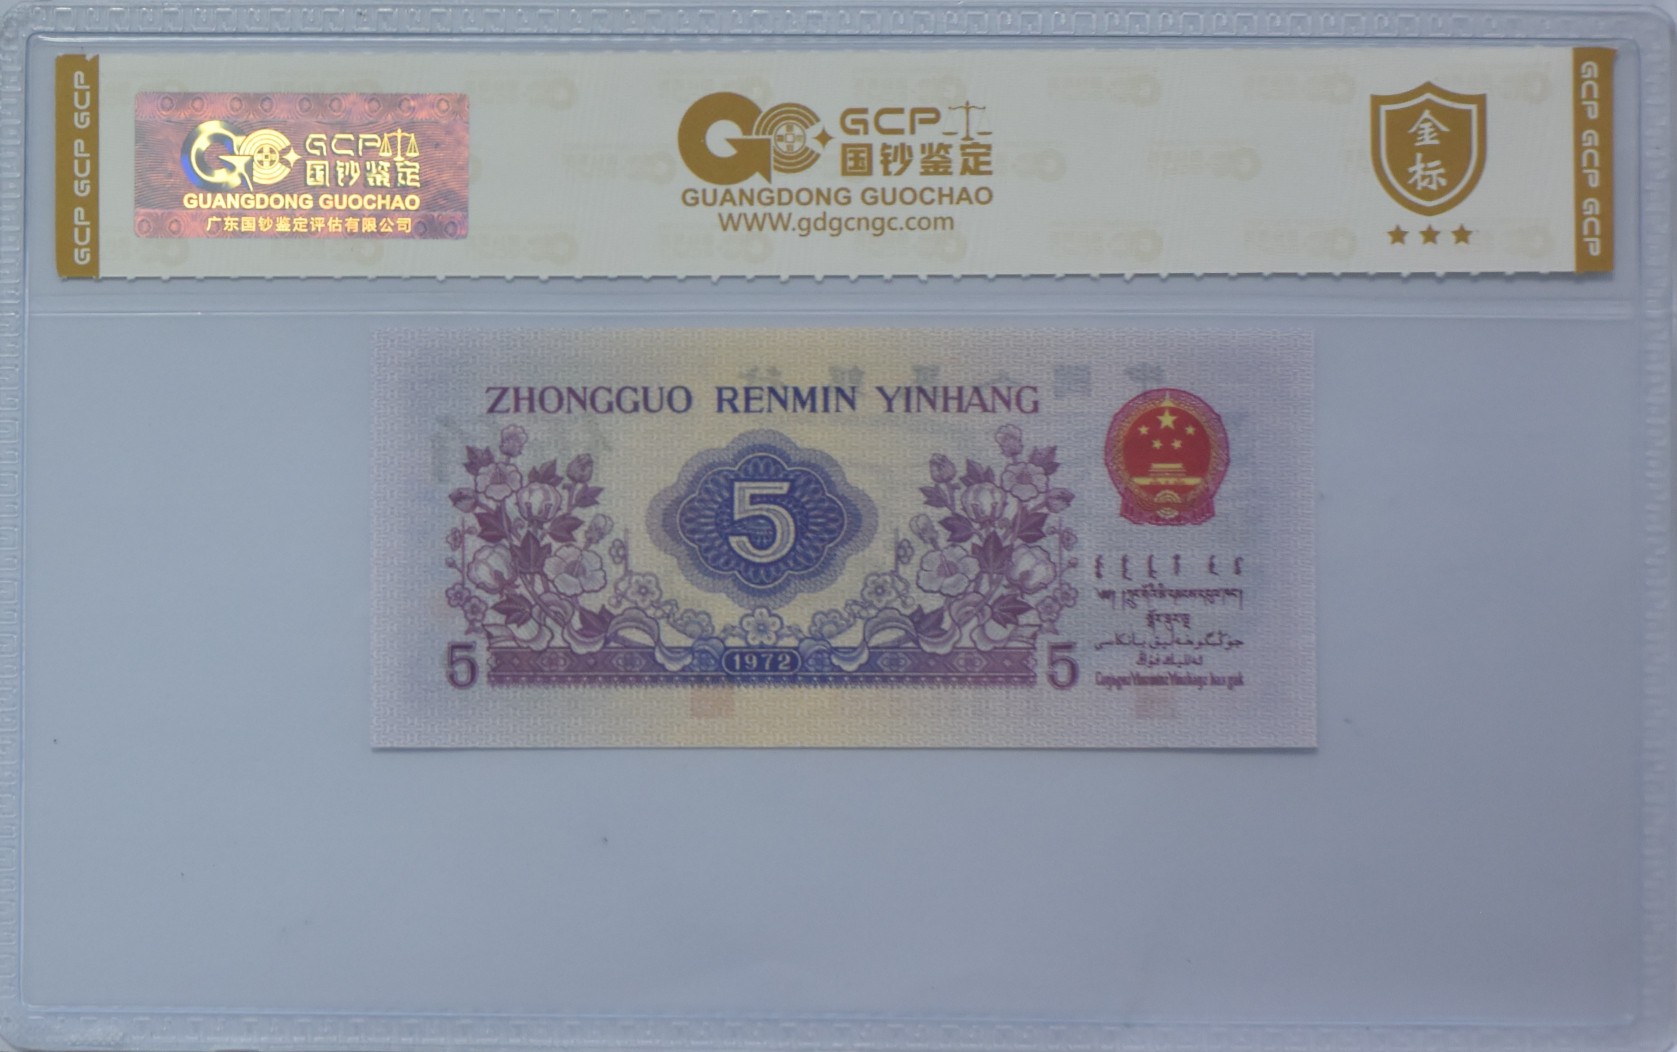 GCP GCP GCP
GCP
国钞鉴定
GUANGDONG GUOCHAO
广东国钞鉴定评估有限公司
GCP
国钞鉴定
GUANGDONG GUOCHAO
WWW.gdgcngc.com
金
标
GCP GCP GCP
ZHONGGUO RENMIN YINHANG
5
5
1972
5